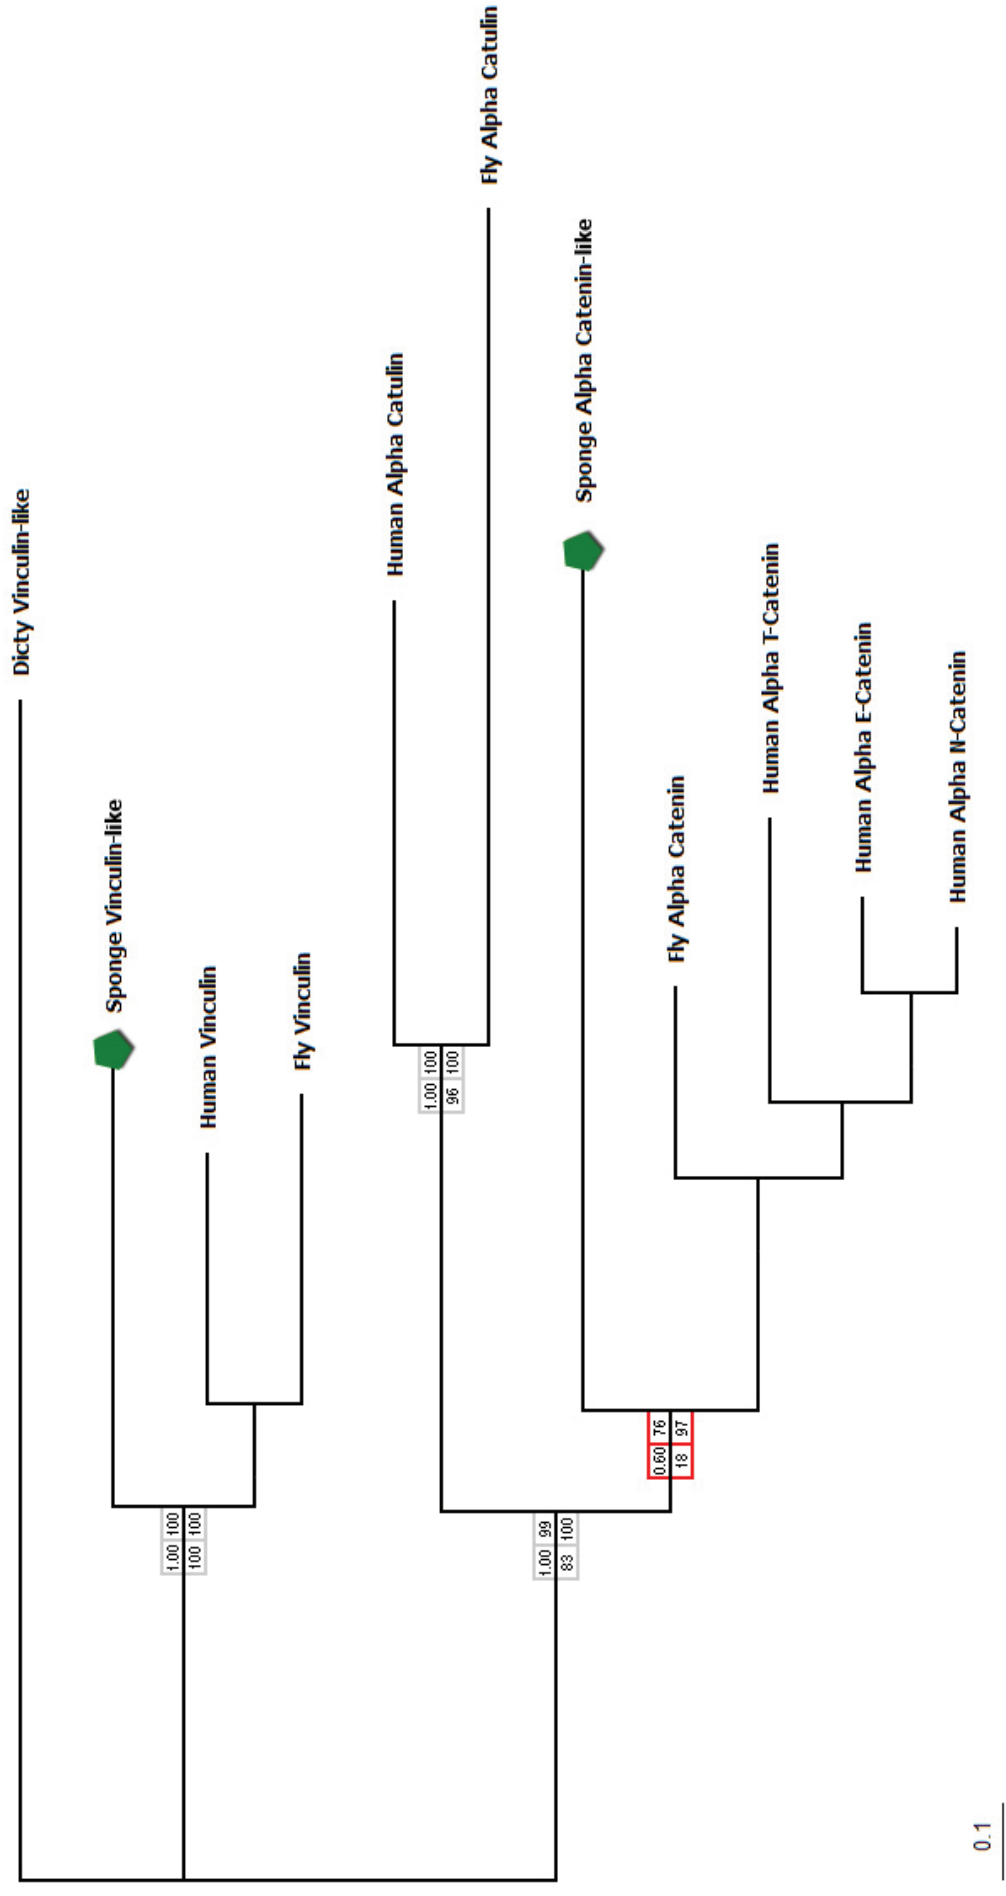 Dicty Vinculin-like
Sponge Vinculin-like
Human Vinculin
Fly Vinculin
1.00 100
100 100
Human Alpha Catulin
Fly Alpha Catulin
1.00 100
96 100
1.00 99
83 100
Sponge Alpha Catenin-like
0.60 76
18 97
Fly Alpha Catenin
Human Alpha T-Catenin
Human Alpha E-Catenin
Human Alpha N-Catenin
0.1